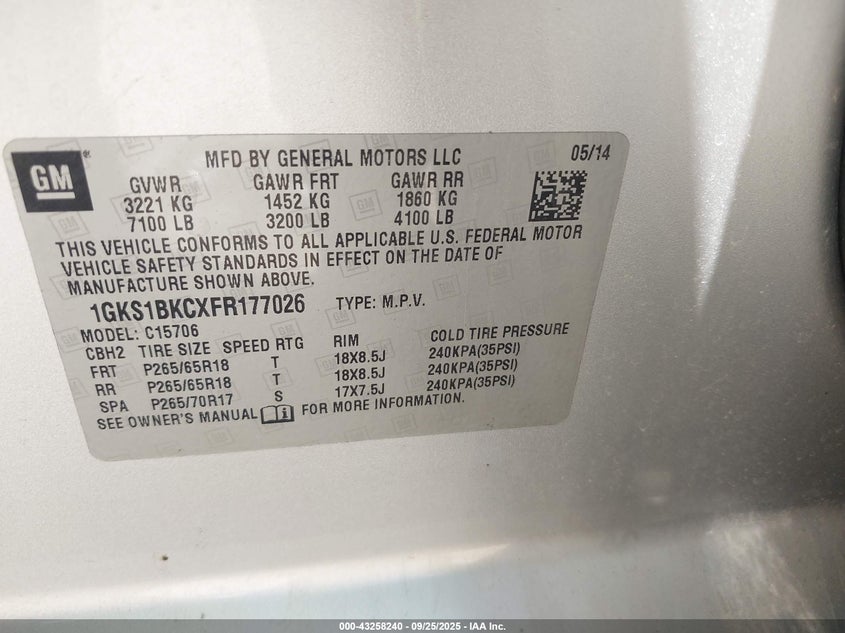 GM ® MFD BY GENERAL MOTORS LLC 05/14
GVWR GAWR FRT GAWR RR
3221 KG 1452 KG 1860 KG
7100 LB 3200 LB 4100 LB
THIS VEHICLE CONFORMS TO ALL APPLICABLE U.S. FEDERAL MOTOR
VEHICLE SAFETY STANDARDS IN EFFECT ON THE DATE OF
MANUFACTURE SHOWN ABOVE.
1GKS1BKCXFR177026 TYPE: M.P.V.
MODEL: C15706
CBH2 TIRE SIZE SPEED RTG RIM COLD TIRE PRESSURE
FRT P265/65R18 T 18X8.5J 240KPA(35PSI)
RR P265/65R18 T 18X8.5J 240KPA(35PSI)
SPA P265/70R17 S 17X7.5J 240KPA(35PSI)
SEE OWNER'S MANUAL i FOR MORE INFORMATION.
000-43258240 - 09/25/2025 - IAA Inc.